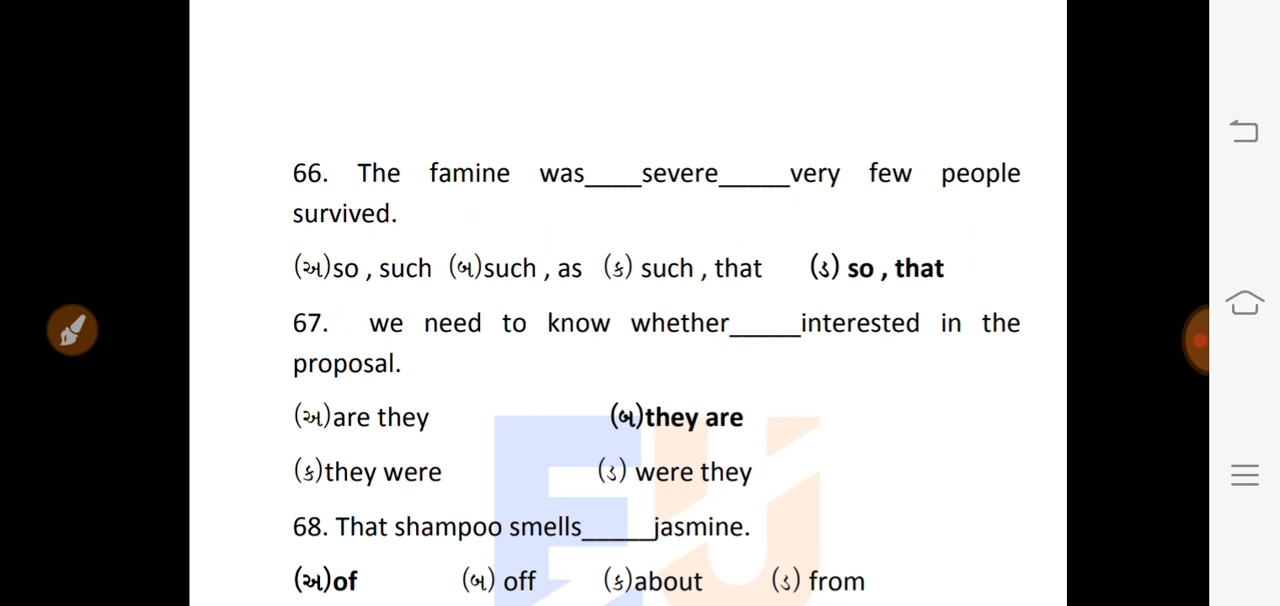 66. The famine was____severe_____very few people
survived.
(અ)so , such (બ)such , as (ક) such , that (ડ) so , that
67. we need to know whether_____interested in the
proposal.
(અ)are they (બ)they are
(ક)they were (ડ) were they
68. That shampoo smells_____jasmine.
(અ)of (બ) off (ક)about (ડ) from